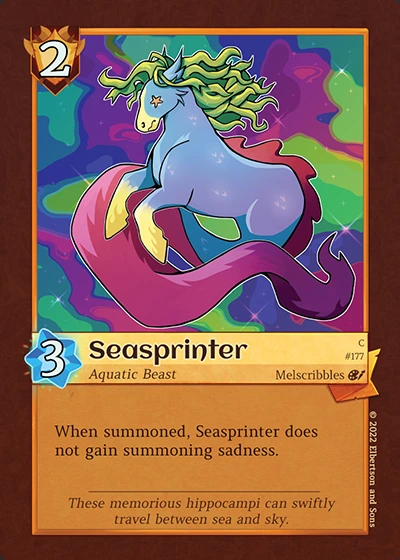 2
3
Seasprinter
C
#177
Aquatic Beast
Melscribbles
© 2022 Elbertson and Sons
When summoned, Seasprinter does
not gain summoning sadness.
These memorious hippocampi can swiftly
travel between sea and sky.